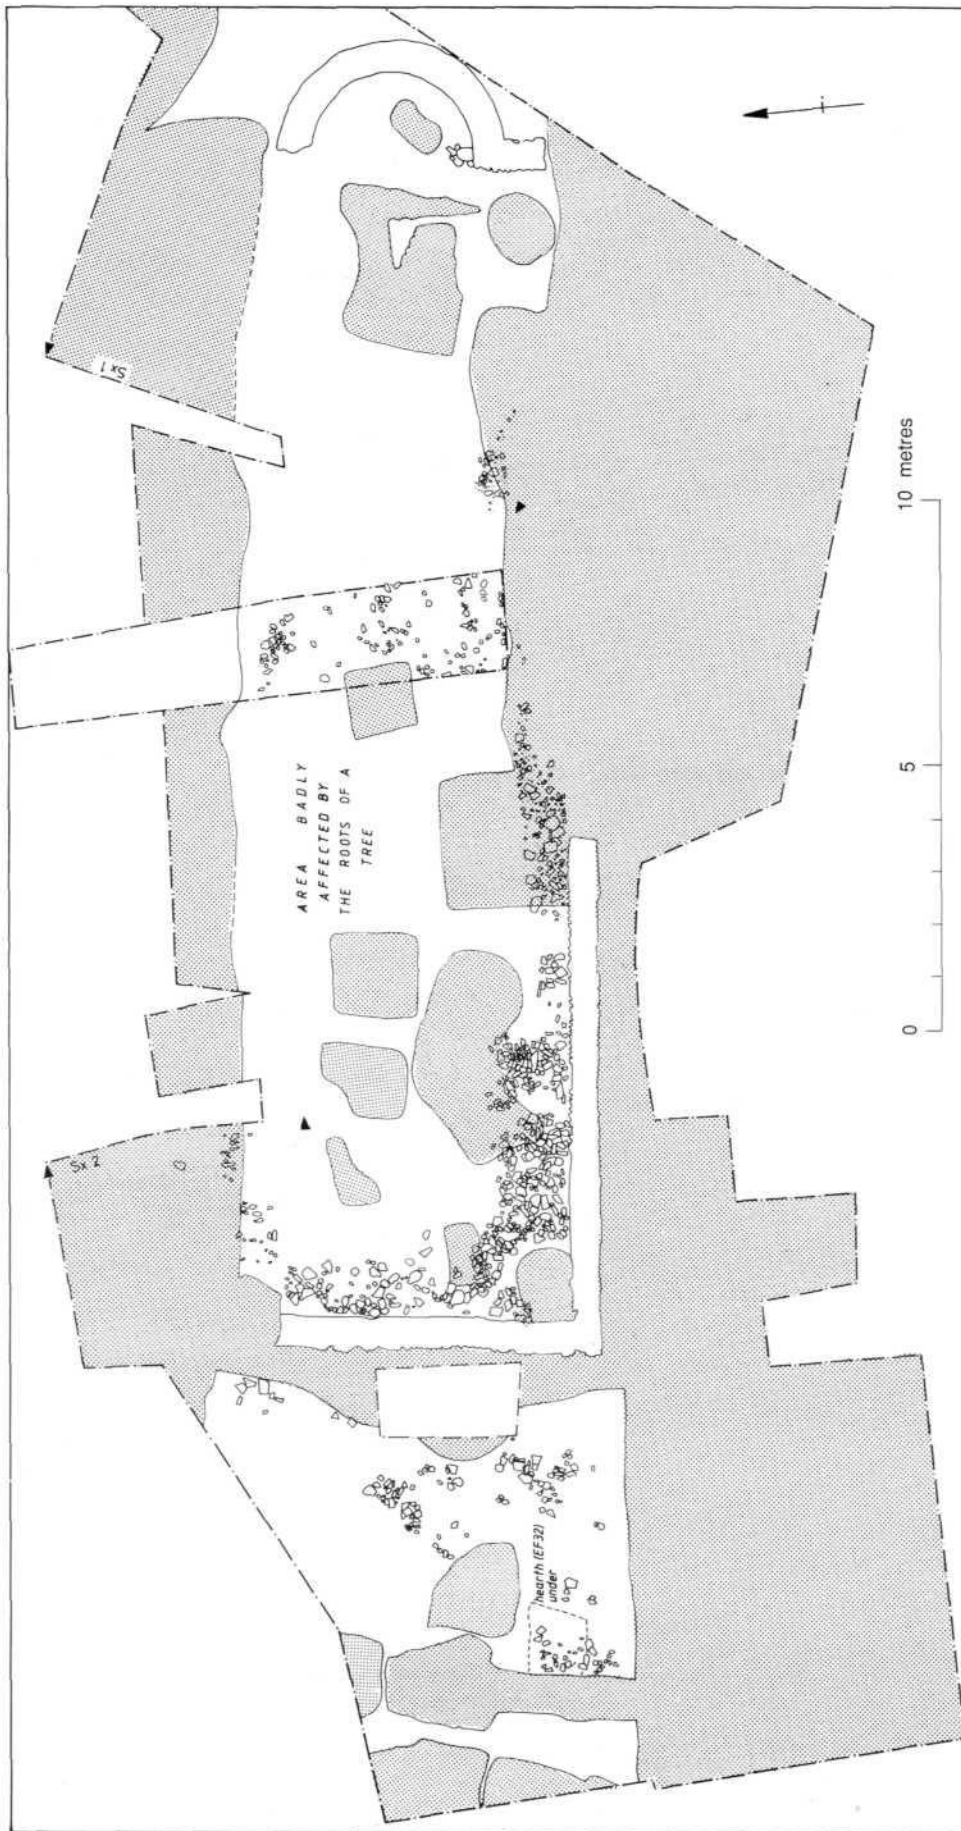 Sx 1
AREA BADLY
AFFECTED BY
THE ROOTS OF A
TREE
Sx 2
hearth (EF32)
under
0
5
10 metres